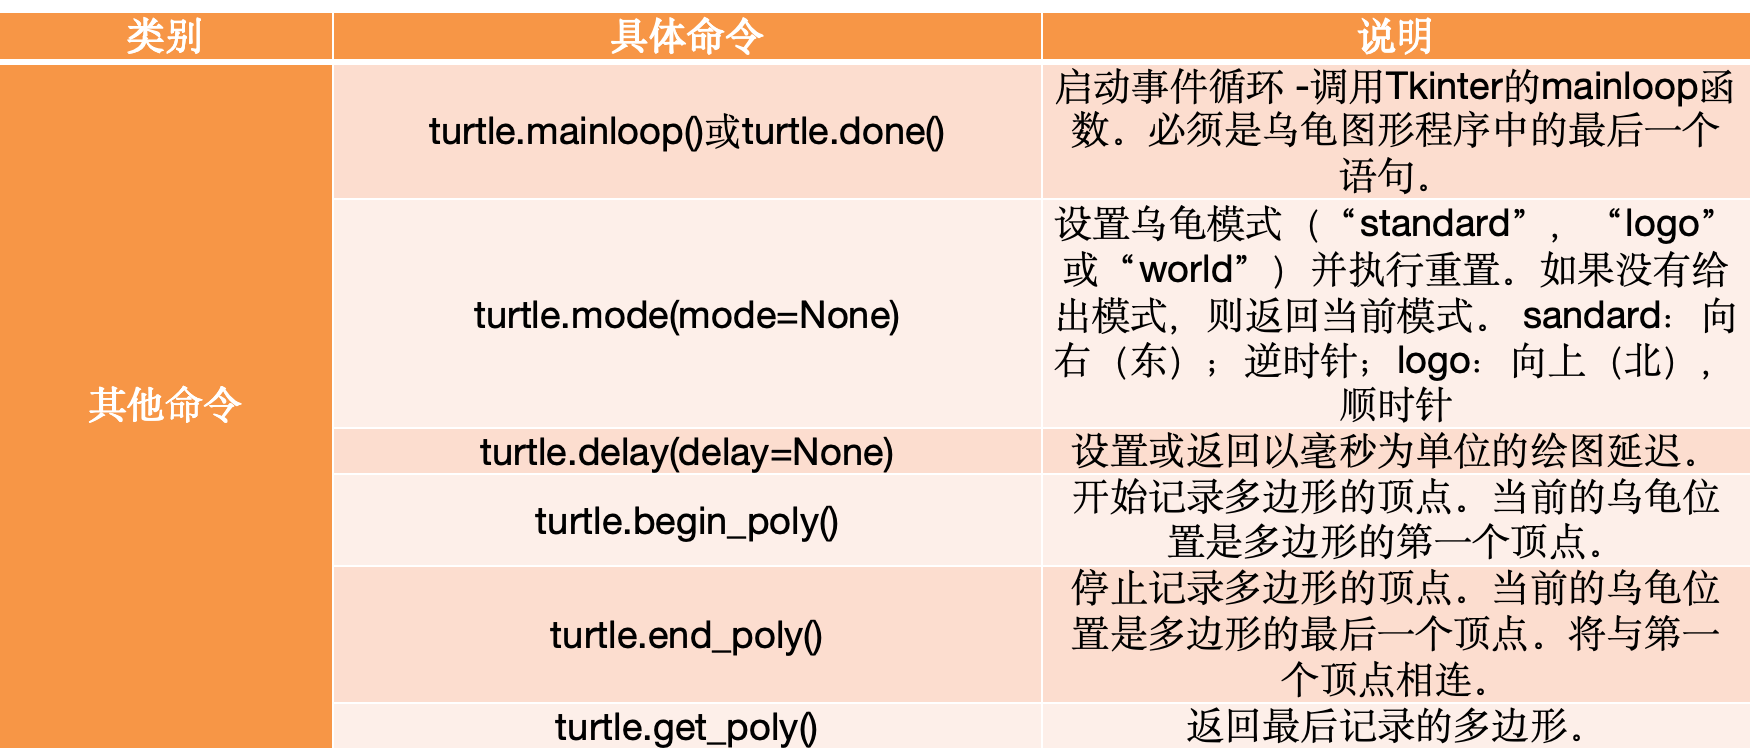 类别
具体命令
说明
其他命令
turtle.mainloop()或turtle.done()
启动事件循环 -调用Tkinter的mainloop函
数。必须是乌龟图形程序中的最后一个
语句。
turtle.mode(mode=None)
设置乌龟模式（“standard”，“logo”
或“world”）并执行重置。如果没有给
出模式，则返回当前模式。 sandard：向
右（东）；逆时针；logo：向上（北），
顺时针
turtle.delay(delay=None)
设置或返回以毫秒为单位的绘图延迟。
turtle.begin_poly()
开始记录多边形的顶点。当前的乌龟位
置是多边形的第一个顶点。
turtle.end_poly()
停止记录多边形的顶点。当前的乌龟位
置是多边形的最后一个顶点。将与第一
个顶点相连。
turtle.get_poly()
返回最后记录的多边形。